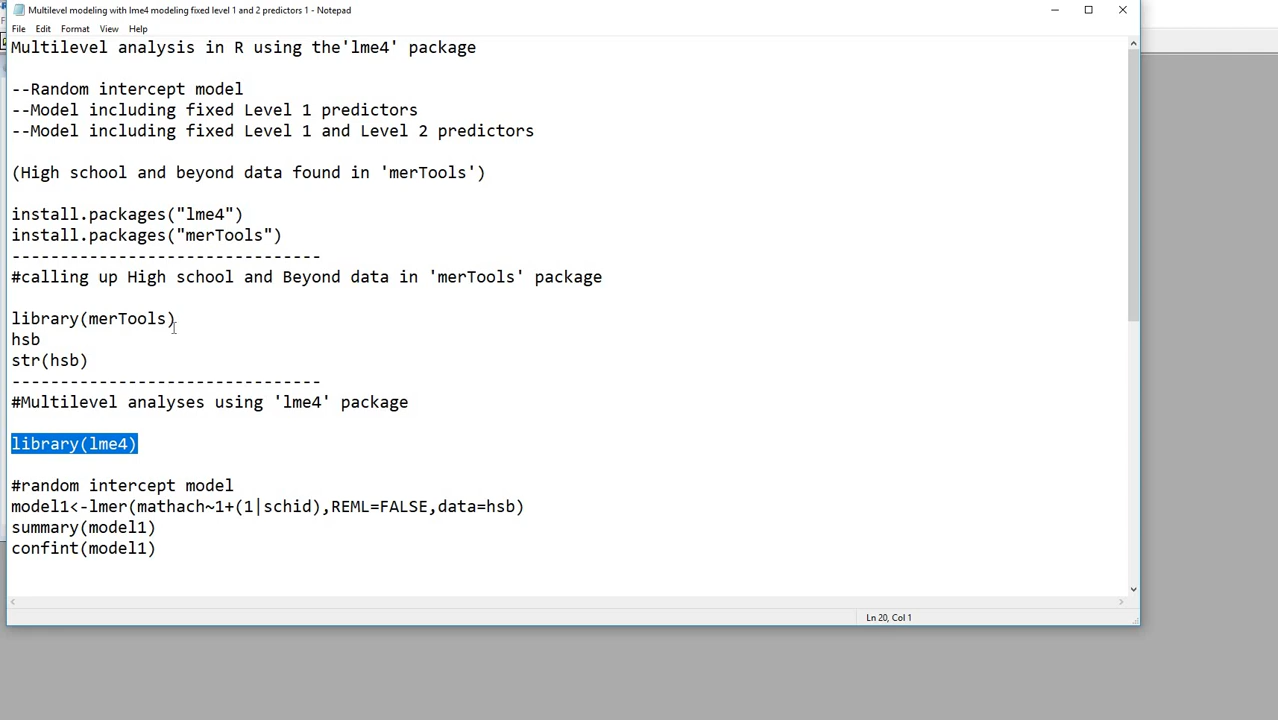 Multilevel modeling with lme4 modeling fixed level 1 and 2 predictors 1 - Notepad
File Edit Format View Help
Multilevel analysis in R using the'lme4' package
--Random intercept model
--Model including fixed Level 1 predictors
--Model including fixed Level 1 and Level 2 predictors
(High school and beyond data found in 'merTools')
install.packages("lme4")
install.packages("merTools")
--------------------------------
#calling up High school and Beyond data in 'merTools' package
library(merTools)
hsb
str(hsb)
--------------------------------
#Multilevel analyses using 'lme4' package
library(lme4)
#random intercept model
model1<-lmer(mathach~1+(1|schid),REML=FALSE,data=hsb)
summary(model1)
confint(model1)
Ln 20, Col 1